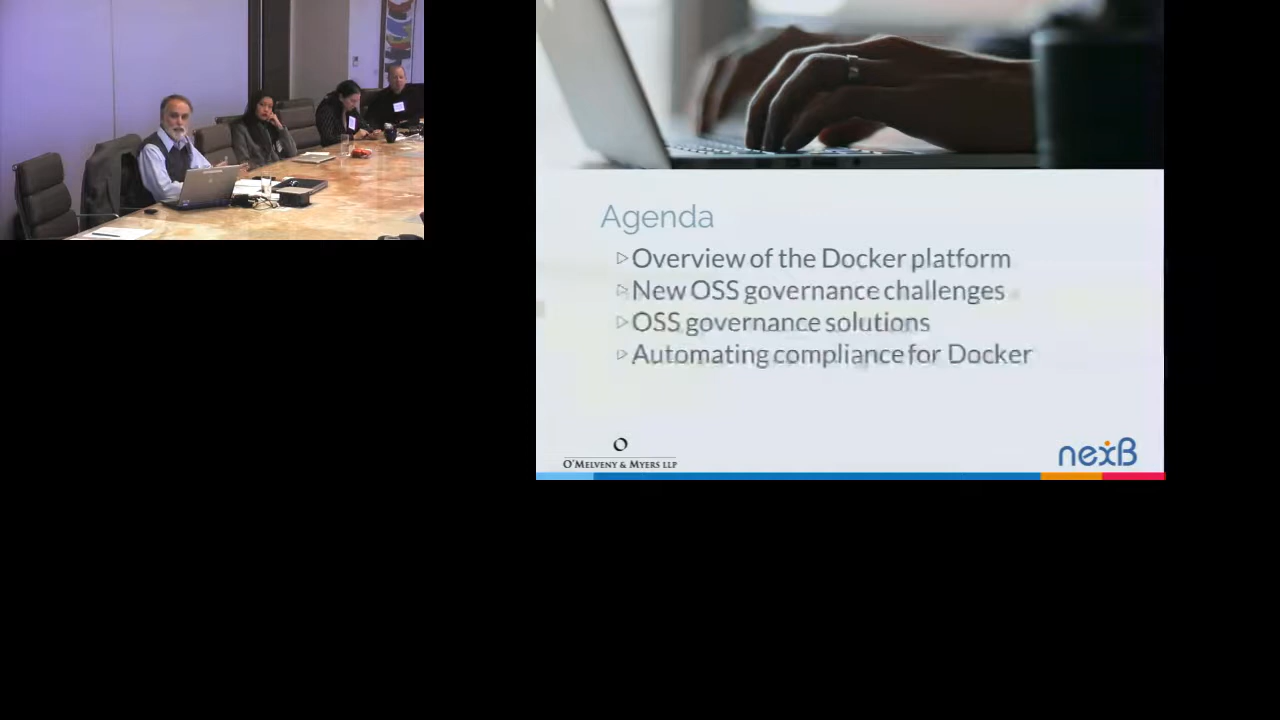 Agenda
▷Overview of the Docker platform
▷New OSS governance challenges
▷OSS governance solutions
▷Automating compliance for Docker
O'MELVENY & MYERS LLP
nexB